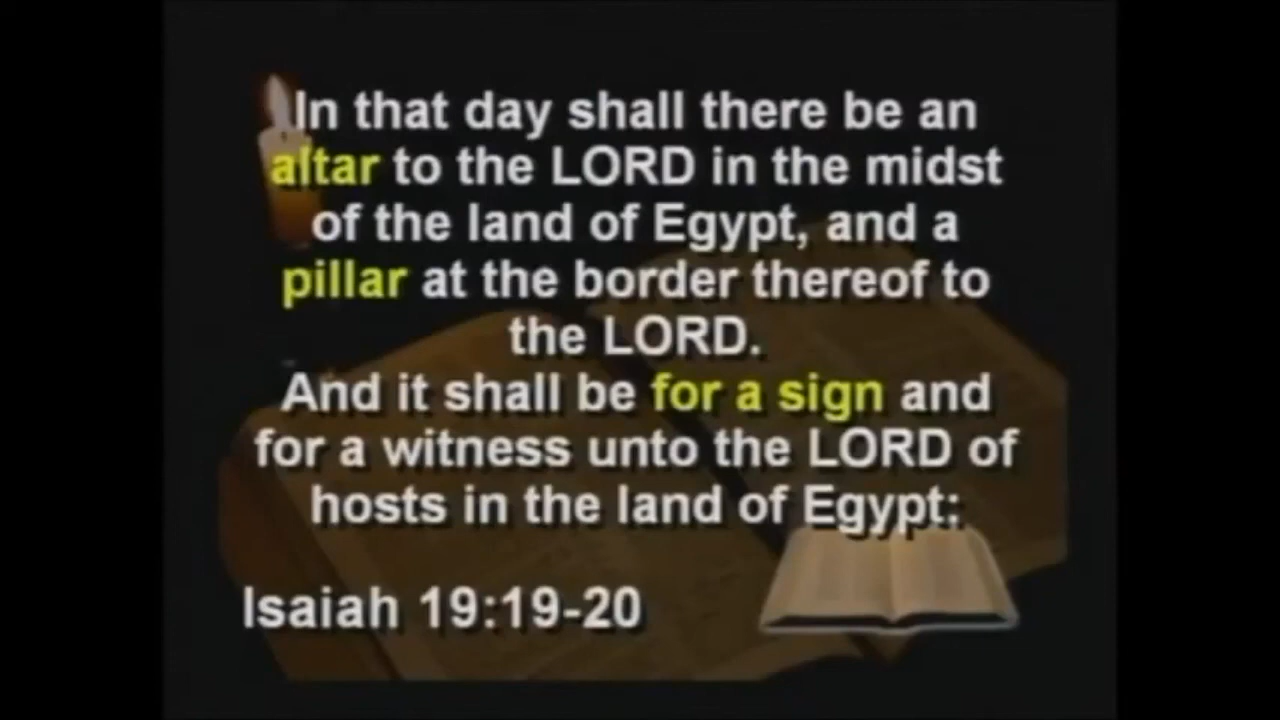 In that day shall there be an
altar to the LORD in the midst
of the land of Egypt, and a
pillar at the border thereof to
the LORD.
And it shall be for a sign and
for a witness unto the LORD of
hosts in the land of Egypt:
Isaiah 19:19-20